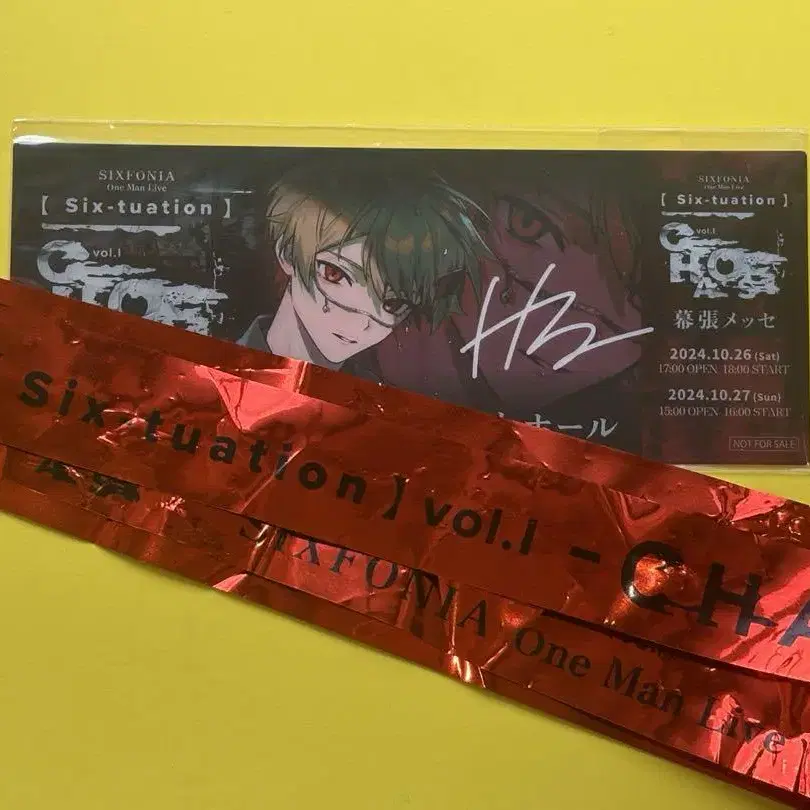 SIXFONIA
One Man Live
【 Six-tuation 】
vol.1
SIXFONIA
One Man Live
【 Six-tuation 】
vol.1
CHAOS
幕張メッセ
2024.10.26 (Sat)
17:00 OPEN 18:00 START
2024.10.27 (Sun)
15:00 OPEN 16:00 START
NOT FOR SALE
ホール
Six-tuation 】 vol.1 - CHA
SIXFONIA One Man Live